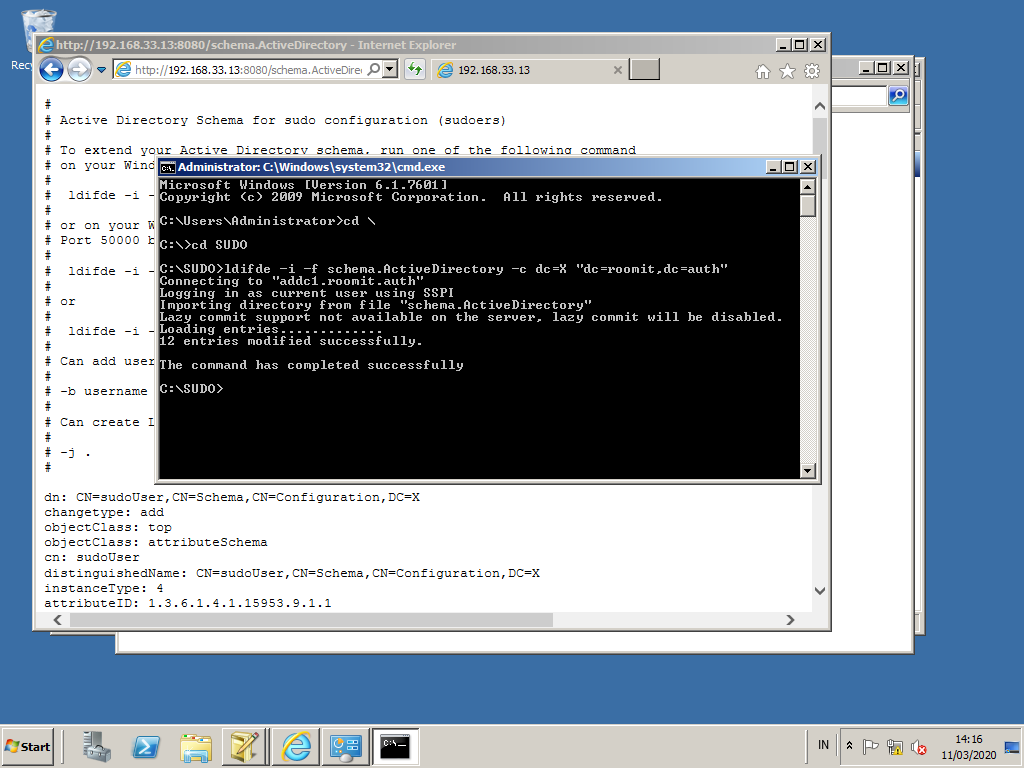 Recy
http://192.168.33.13:8080/schema.ActiveDirectory - Internet Explorer
http://192.168.33.13:8080/schema.ActiveDire
192.168.33.13
#
# Active Directory Schema for sudo configuration (sudoers)
#
# To extend your Active Directory schema, run one of the following command
# on your Wind
#
#  ldifde -i -
#
# or on your W
# Port 50000 b
#
#  ldifde -i -
#
# or
#
#  ldifde -i -
#
# Can add user
#
# -b username
#
# Can create L
#
# -j .
#
dn: CN=sudoUser,CN=Schema,CN=Configuration,DC=X
changetype: add
objectClass: top
objectClass: attributeSchema
cn: sudoUser
distinguishedName: CN=sudoUser,CN=Schema,CN=Configuration,DC=X
instanceType: 4
attributeID: 1.3.6.1.4.1.15953.9.1.1
Administrator: C:\Windows\system32\cmd.exe
Microsoft Windows [Version 6.1.7601]
Copyright (c) 2009 Microsoft Corporation.  All rights reserved.
C:\Users\Administrator>cd \
C:\>cd SUDO
C:\SUDO>ldifde -i -f schema.ActiveDirectory -c dc=X "dc=roomit,dc=auth"
Connecting to "addc1.roomit.auth"
Logging in as current user using SSPI
Importing directory from file "schema.ActiveDirectory"
Lazy commit support not available on the server, lazy commit will be disabled.
Loading entries.............
12 entries modified successfully.
The command has completed successfully
C:\SUDO>
Start
C:\_
IN
14:16
11/03/2020